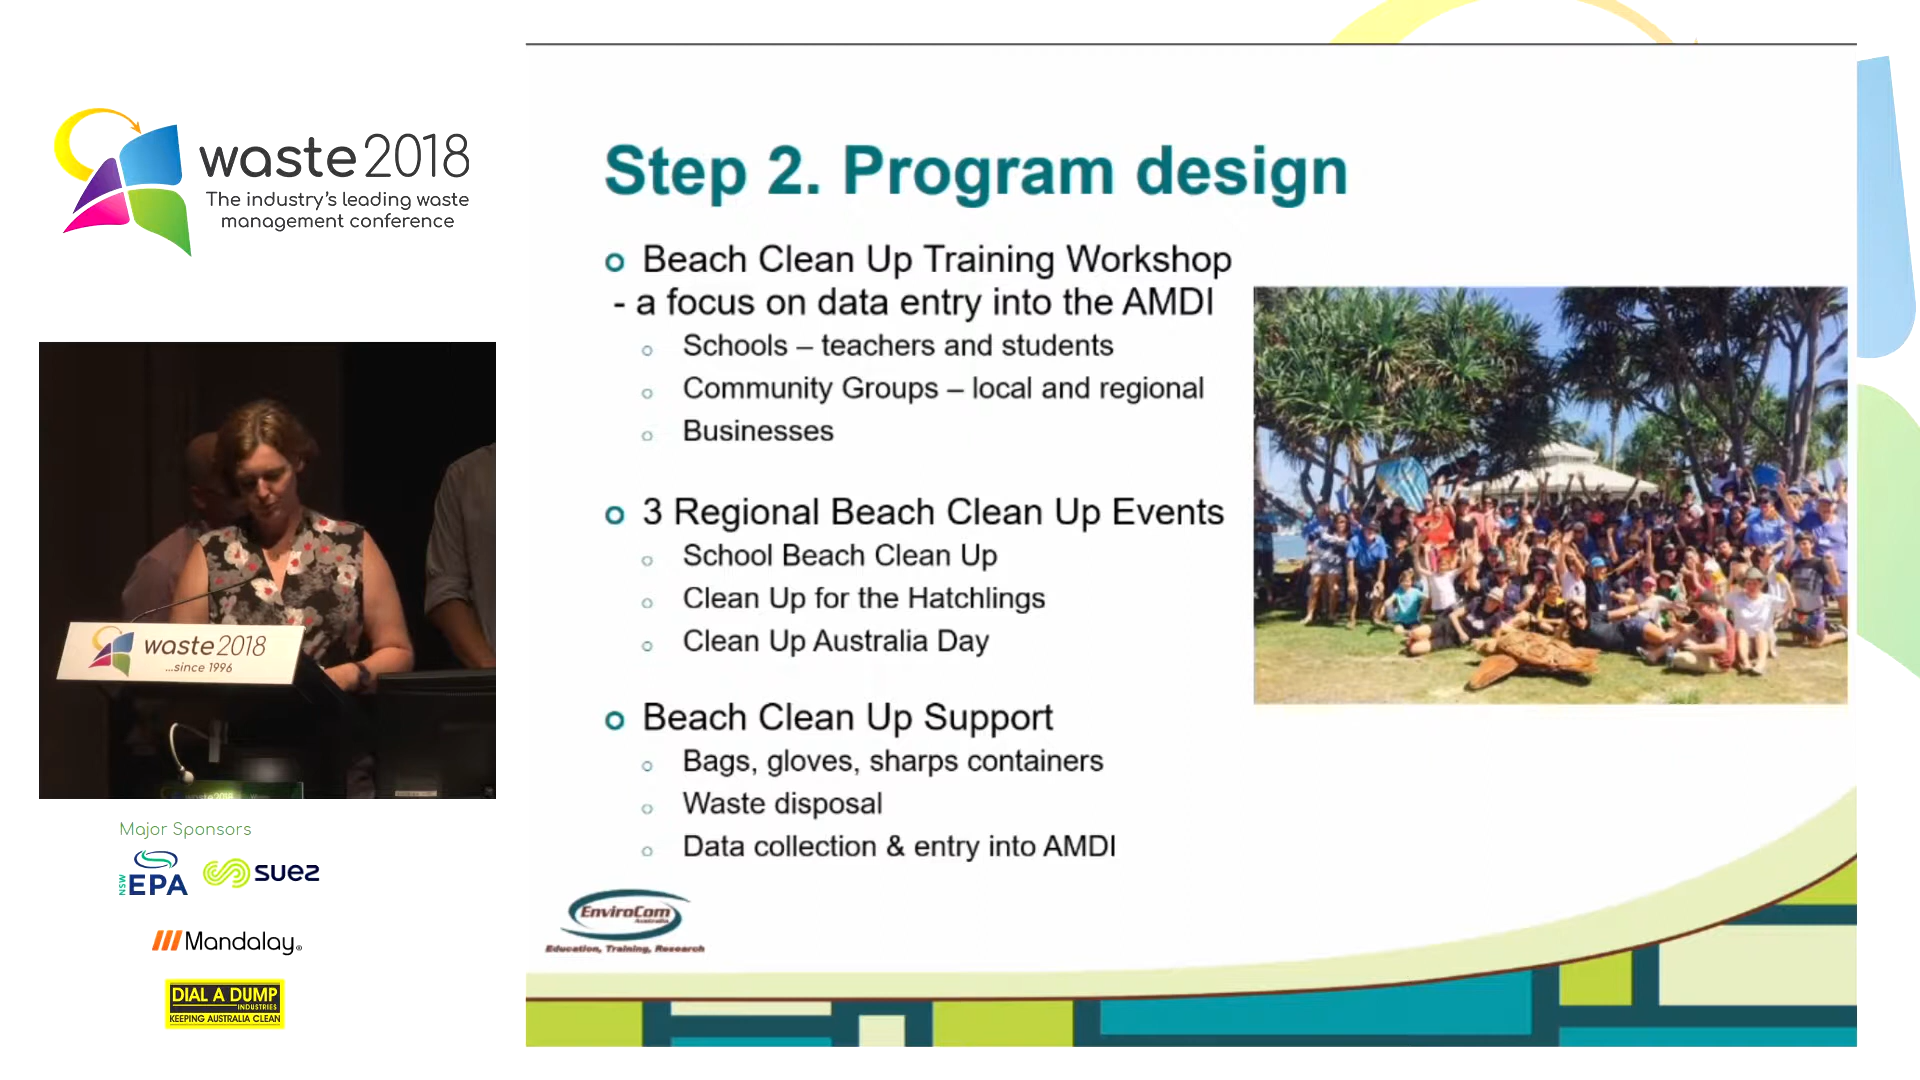 waste 2018
The industry's leading waste
management conference
waste 2018
...since 1996
Major Sponsors
NSW
EPA
suez
Mandalay®
DIAL A DUMP
INDUSTRIES
KEEPING AUSTRALIA CLEAN
Step 2. Program design
Beach Clean Up Training Workshop
- a focus on data entry into the AMDI
Schools – teachers and students
Community Groups – local and regional
Businesses
3 Regional Beach Clean Up Events
School Beach Clean Up
Clean Up for the Hatchlings
Clean Up Australia Day
Beach Clean Up Support
Bags, gloves, sharps containers
Waste disposal
Data collection & entry into AMDI
EnviroCom
Australia
Education, Training, Research